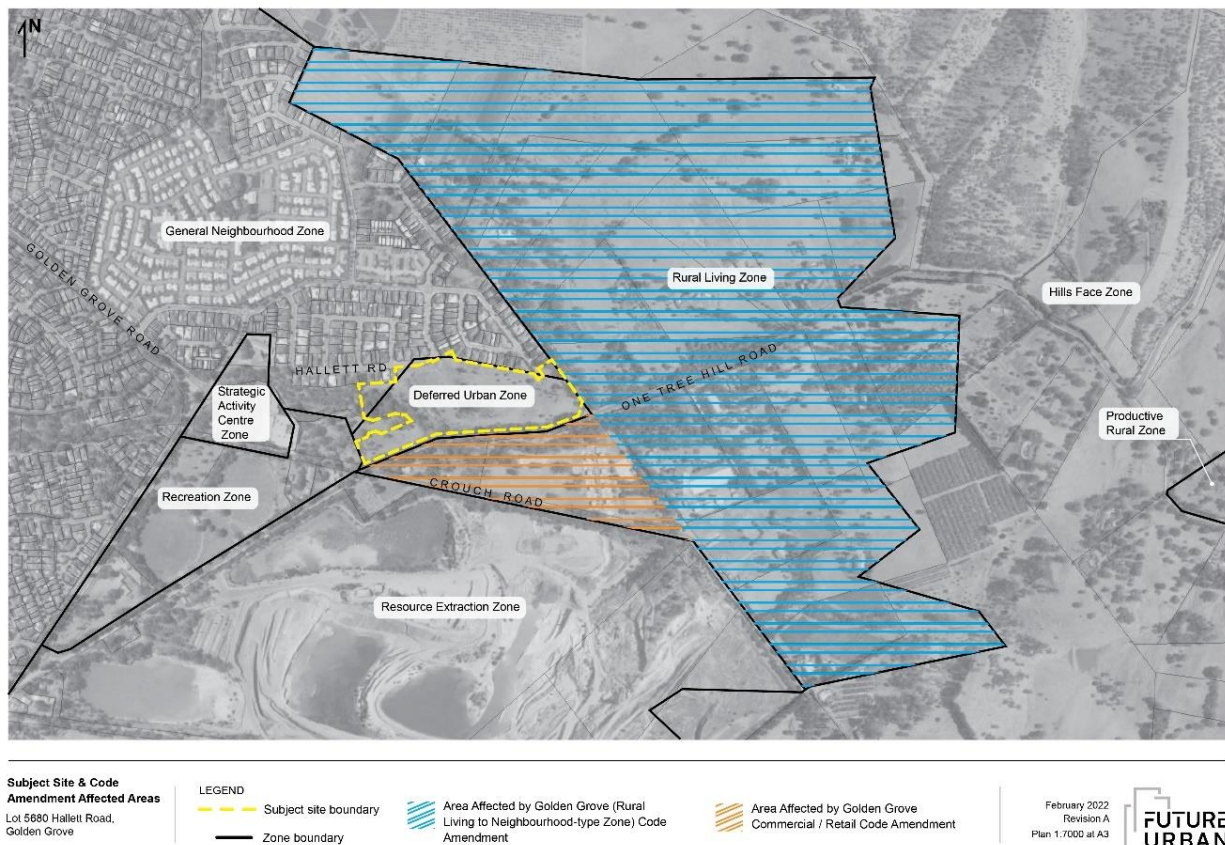 N
General Neighbourhood Zone
GOLDEN GROVE ROAD
Rural Living Zone
Hills Face Zone
HALLETT RD
ONE TREE HILL ROAD
Strategic
Activity
Centre
Zone
Deferred Urban Zone
Productive
Rural Zone
Recreation Zone
CROUCH ROAD
Resource Extraction Zone
Subject Site & Code
Amendment Affected Areas
Lot 5680 Hallett Road,
Golden Grove
LEGEND
Subject site boundary
Zone boundary
Area Affected by Golden Grove (Rural
Living to Neighbourhood-type Zone) Code
Amendment
Area Affected by Golden Grove
Commercial / Retail Code Amendment
February 2022
Revision A
Plan 1:7000 at A3
FUTURE
URBAN